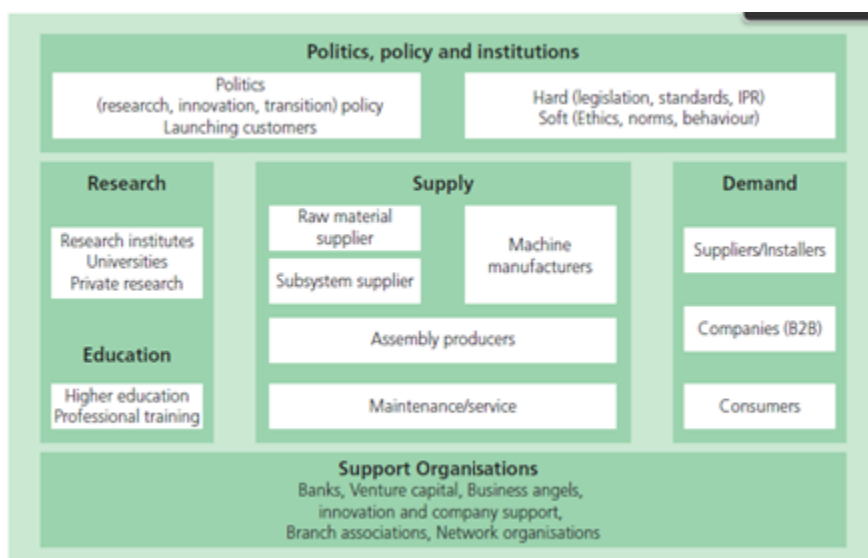 Politics, policy and institutions
Politics
(researcch, innovation, transition) policy
Launching customers
Hard (legislation, standards, IPR)
Soft (Ethics, norms, behaviour)
Research
Research institutes
Universities
Private research
Education
Higher education
Professional training
Supply
Raw material
supplier
Subsystem supplier
Machine
manufacturers
Assembly producers
Maintenance/service
Demand
Suppliers/Installers
Companies (B2B)
Consumers
Support Organisations
Banks, Venture capital, Business angels,
innovation and company support,
Branch associations, Network organisations